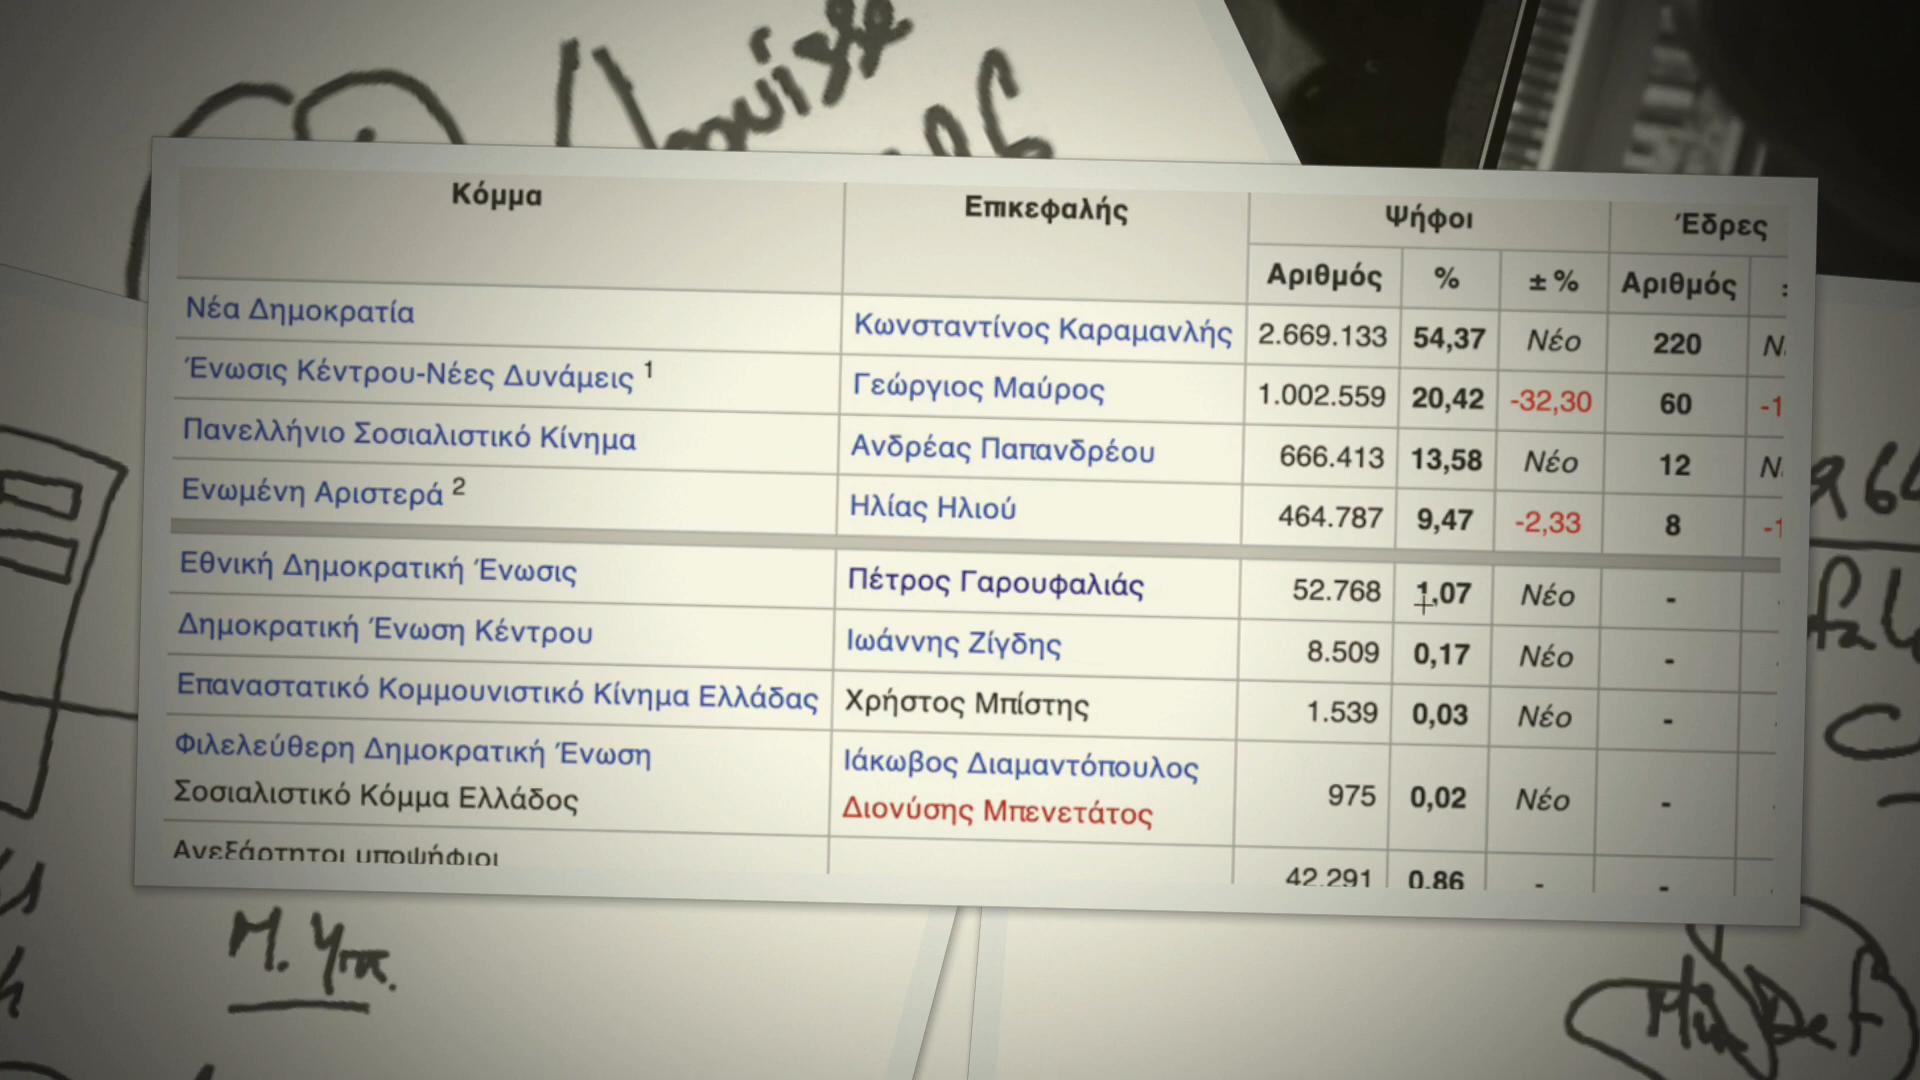 Κόμμα Επικεφαλής Ψήφοι Έδρες
Αριθμός % ± % Αριθμός
Νέα Δημοκρατία Κωνσταντίνος Καραμανλής 2.669.133 54,37 Νέο 220
Ένωσις Κέντρου-Νέες Δυνάμεις 1 Γεώργιος Μαύρος 1.002.559 20,42 -32,30 60
Πανελλήνιο Σοσιαλιστικό Κίνημα Ανδρέας Παπανδρέου 666.413 13,58 Νέο 12
Ενωμένη Αριστερά 2 Ηλίας Ηλιού 464.787 9,47 -2,33 8
Εθνική Δημοκρατική Ένωσις Πέτρος Γαρουφαλιάς 52.768 1,07 Νέο -
Δημοκρατική Ένωση Κέντρου Ιωάννης Ζίγδης 8.509 0,17 Νέο -
Επαναστατικό Κομμουνιστικό Κίνημα Ελλάδας Χρήστος Μπίστης 1.539 0,03 Νέο -
Φιλελεύθερη Δημοκρατική Ένωση Ιάκωβος Διαμαντόπουλος
Σοσιαλιστικό Κόμμα Ελλάδος Διονύσης Μπενετάτος 975 0,02 Νέο -
Ανεξάρτητοι υποψήφιοι 42.291 0,86 - -
Μ. Υπ.
Min Def